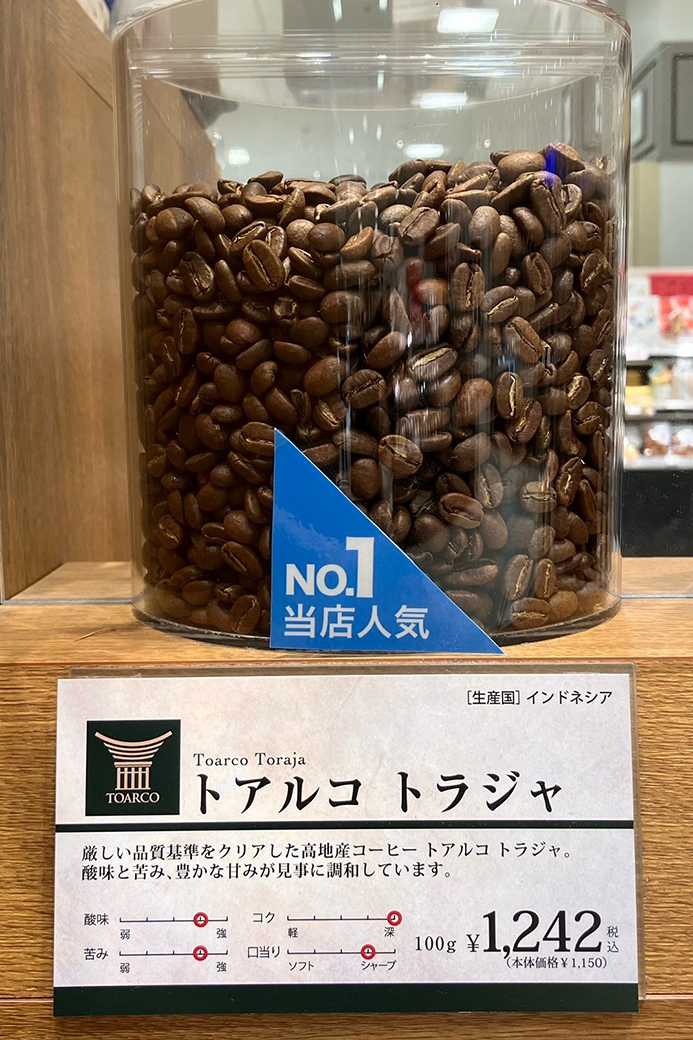 NO.1
当店人気
[生産国] インドネシア
TOARCO
Toarco Toraja
トアルコ トラジャ
厳しい品質基準をクリアした高地産コーヒー トアルコ トラジャ。
酸味と苦み、豊かな甘みが見事に調和しています。
酸味 弱 強
コク 軽 深
苦み 弱 強
口当り ソフト シャープ
100g ¥1,242 税込
(本体価格¥1,150)